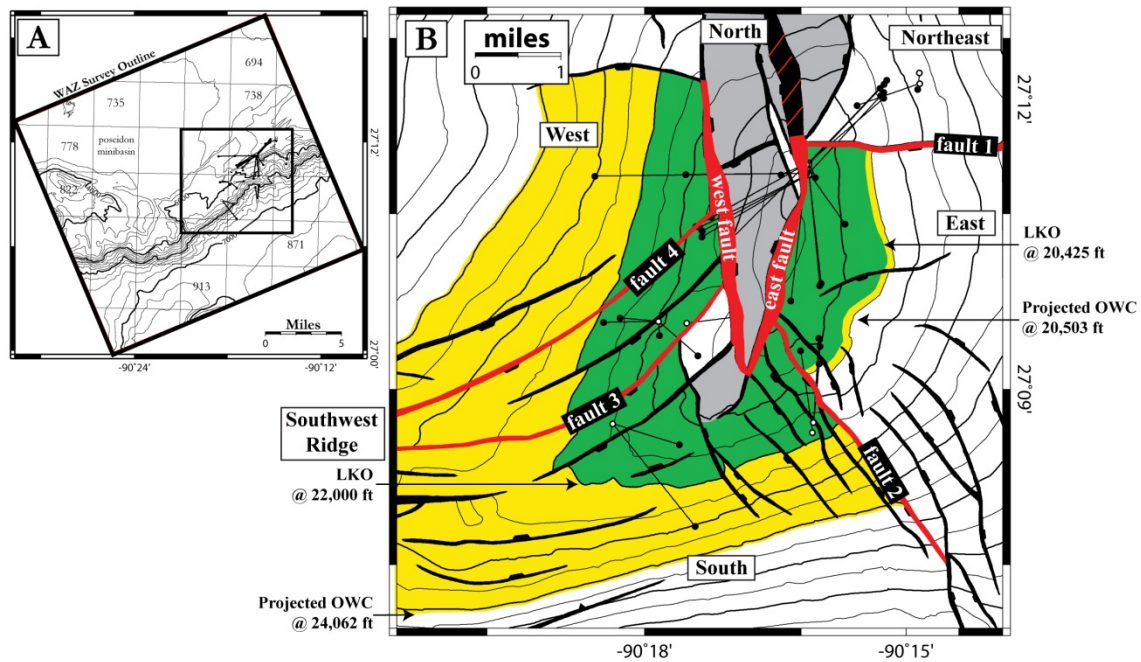 A
WAZ Survey Outline
694
735
738
poseidon
minibasin
778
822
7000
871
913
Miles
0 5
27°12'
27°00'
-90°24' -90°12'
B
miles
0 1
North
Northeast
27°12'
West
fault 1
west fault
east fault
East
LKO
@ 20,425 ft
fault 4
Projected OWC
@ 20,503 ft
fault 3
27°09'
Southwest
Ridge
LKO
@ 22,000 ft
fault 2
South
Projected OWC
@ 24,062 ft
-90°18' -90°15'